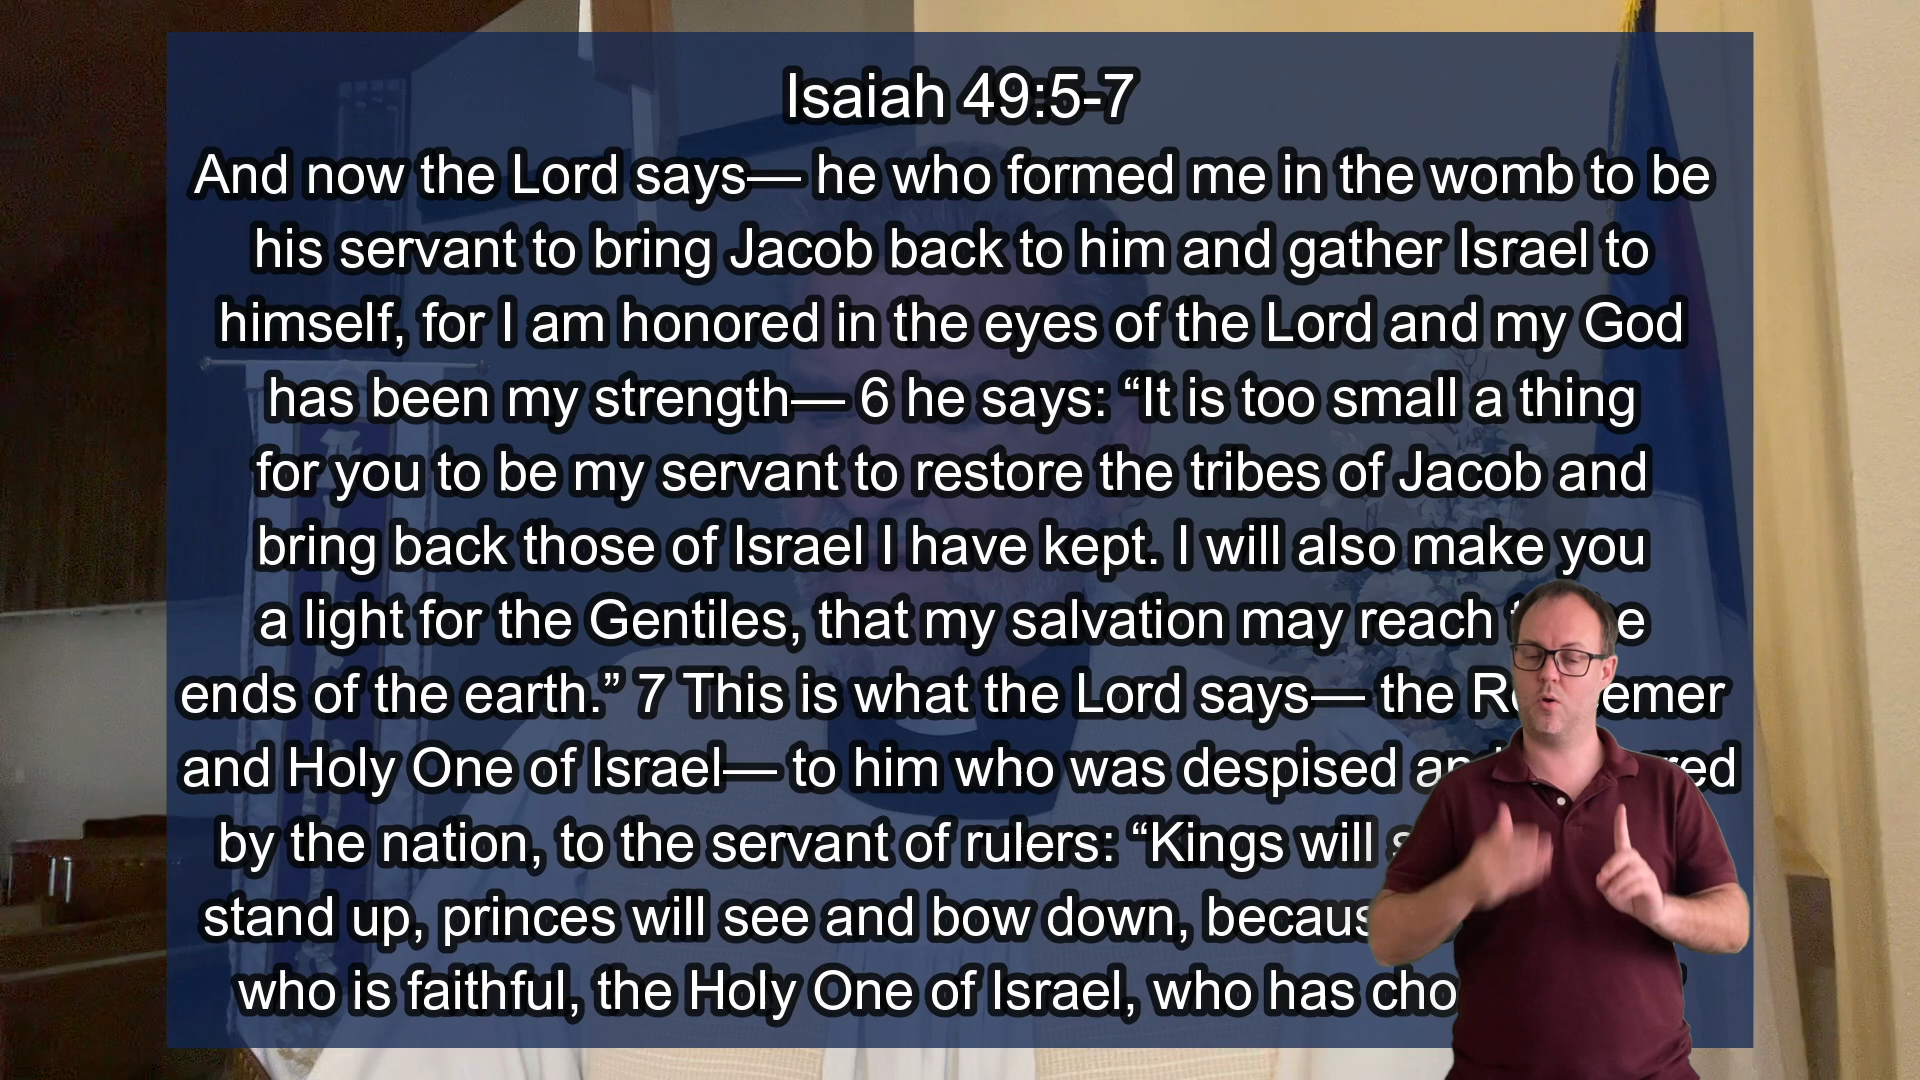 Isaiah 49:5-7
And now the Lord says— he who formed me in the womb to be
his servant to bring Jacob back to him and gather Israel to
himself, for I am honored in the eyes of the Lord and my God
has been my strength— 6 he says: “It is too small a thing
for you to be my servant to restore the tribes of Jacob and
bring back those of Israel I have kept. I will also make you
a light for the Gentiles, that my salvation may reach
ends of the earth.” 7 This is what the Lord says— the
and Holy One of Israel— to him who was despised
by the nation, to the servant of rulers: “Kings will
stand up, princes will see and bow down,
who is faithful, the Holy One of Israel, who has